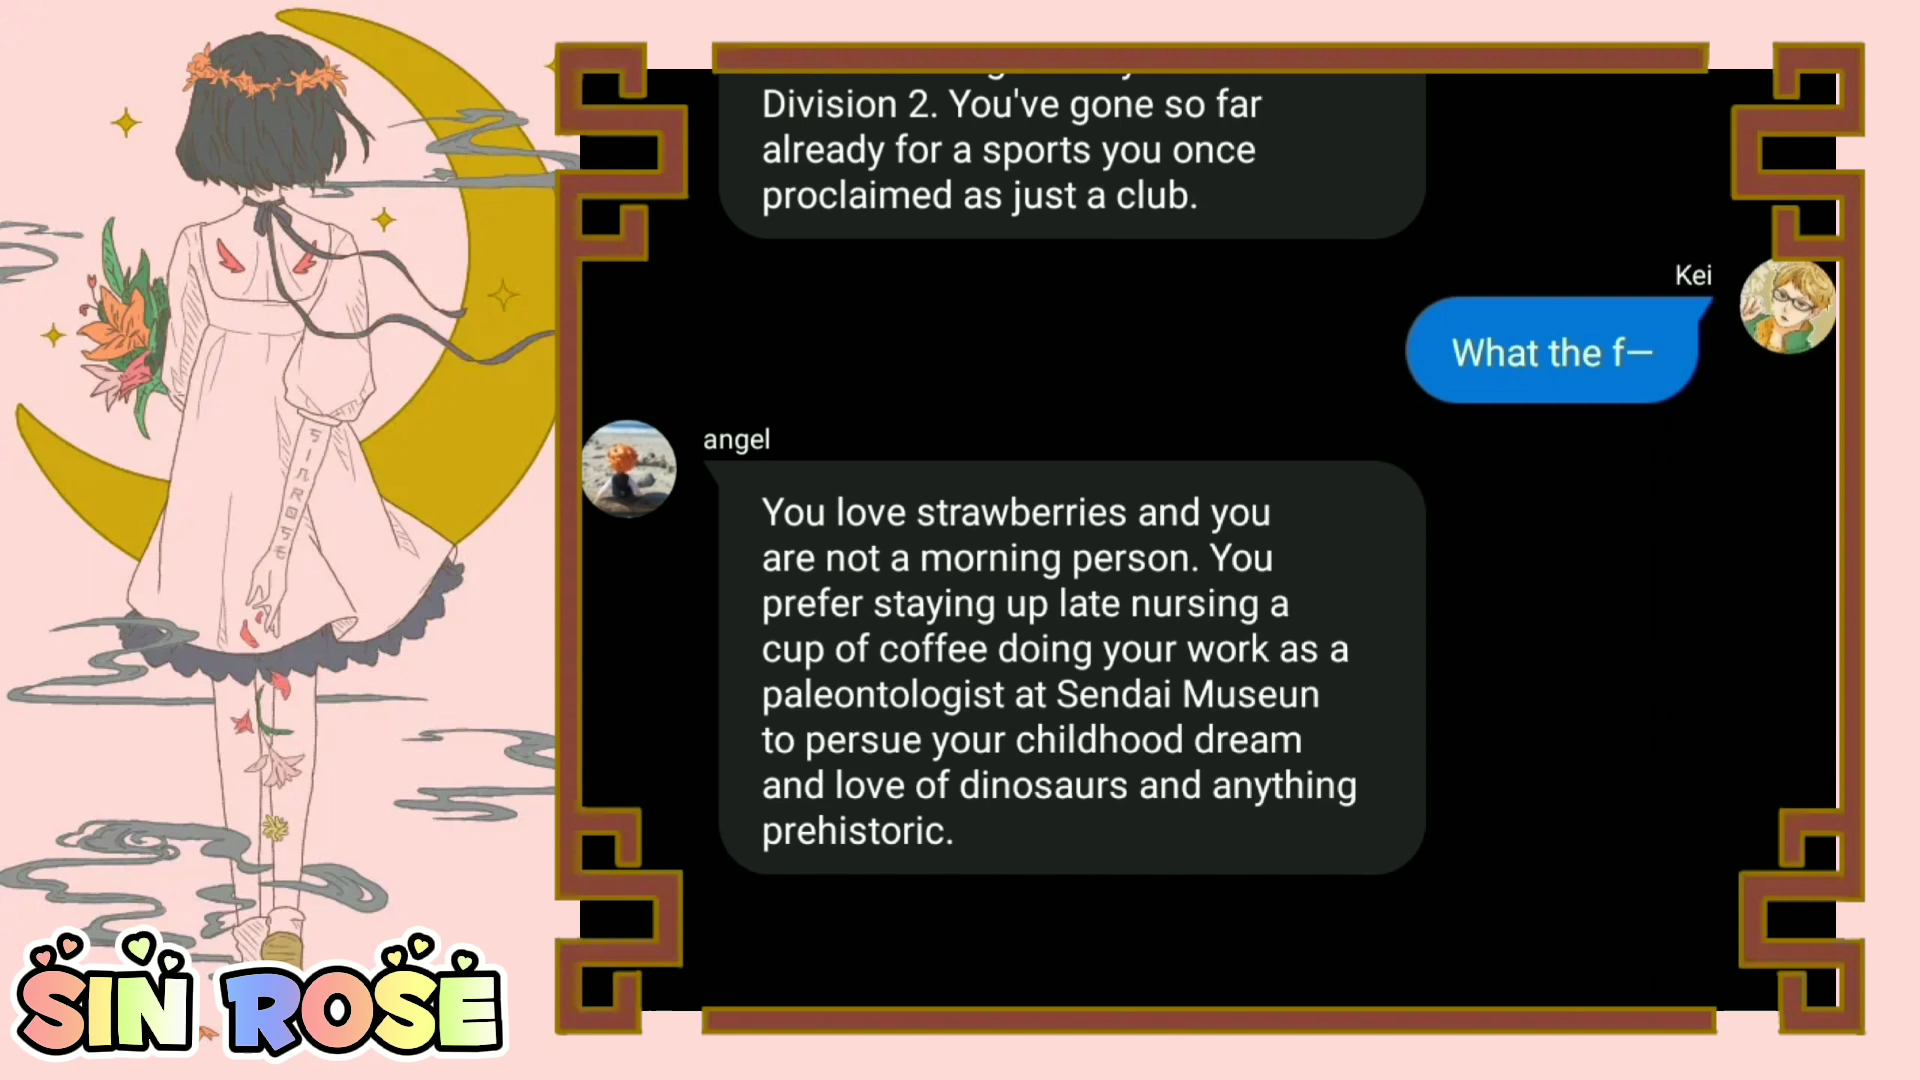 Division 2. You've gone so far
already for a sports you once
proclaimed as just a club.
Kei
What the f—
angel
You love strawberries and you
are not a morning person. You
prefer staying up late nursing a
cup of coffee doing your work as a
paleontologist at Sendai Museun
to persue your childhood dream
and love of dinosaurs and anything
prehistoric.
SINROSE
SIN ROSE